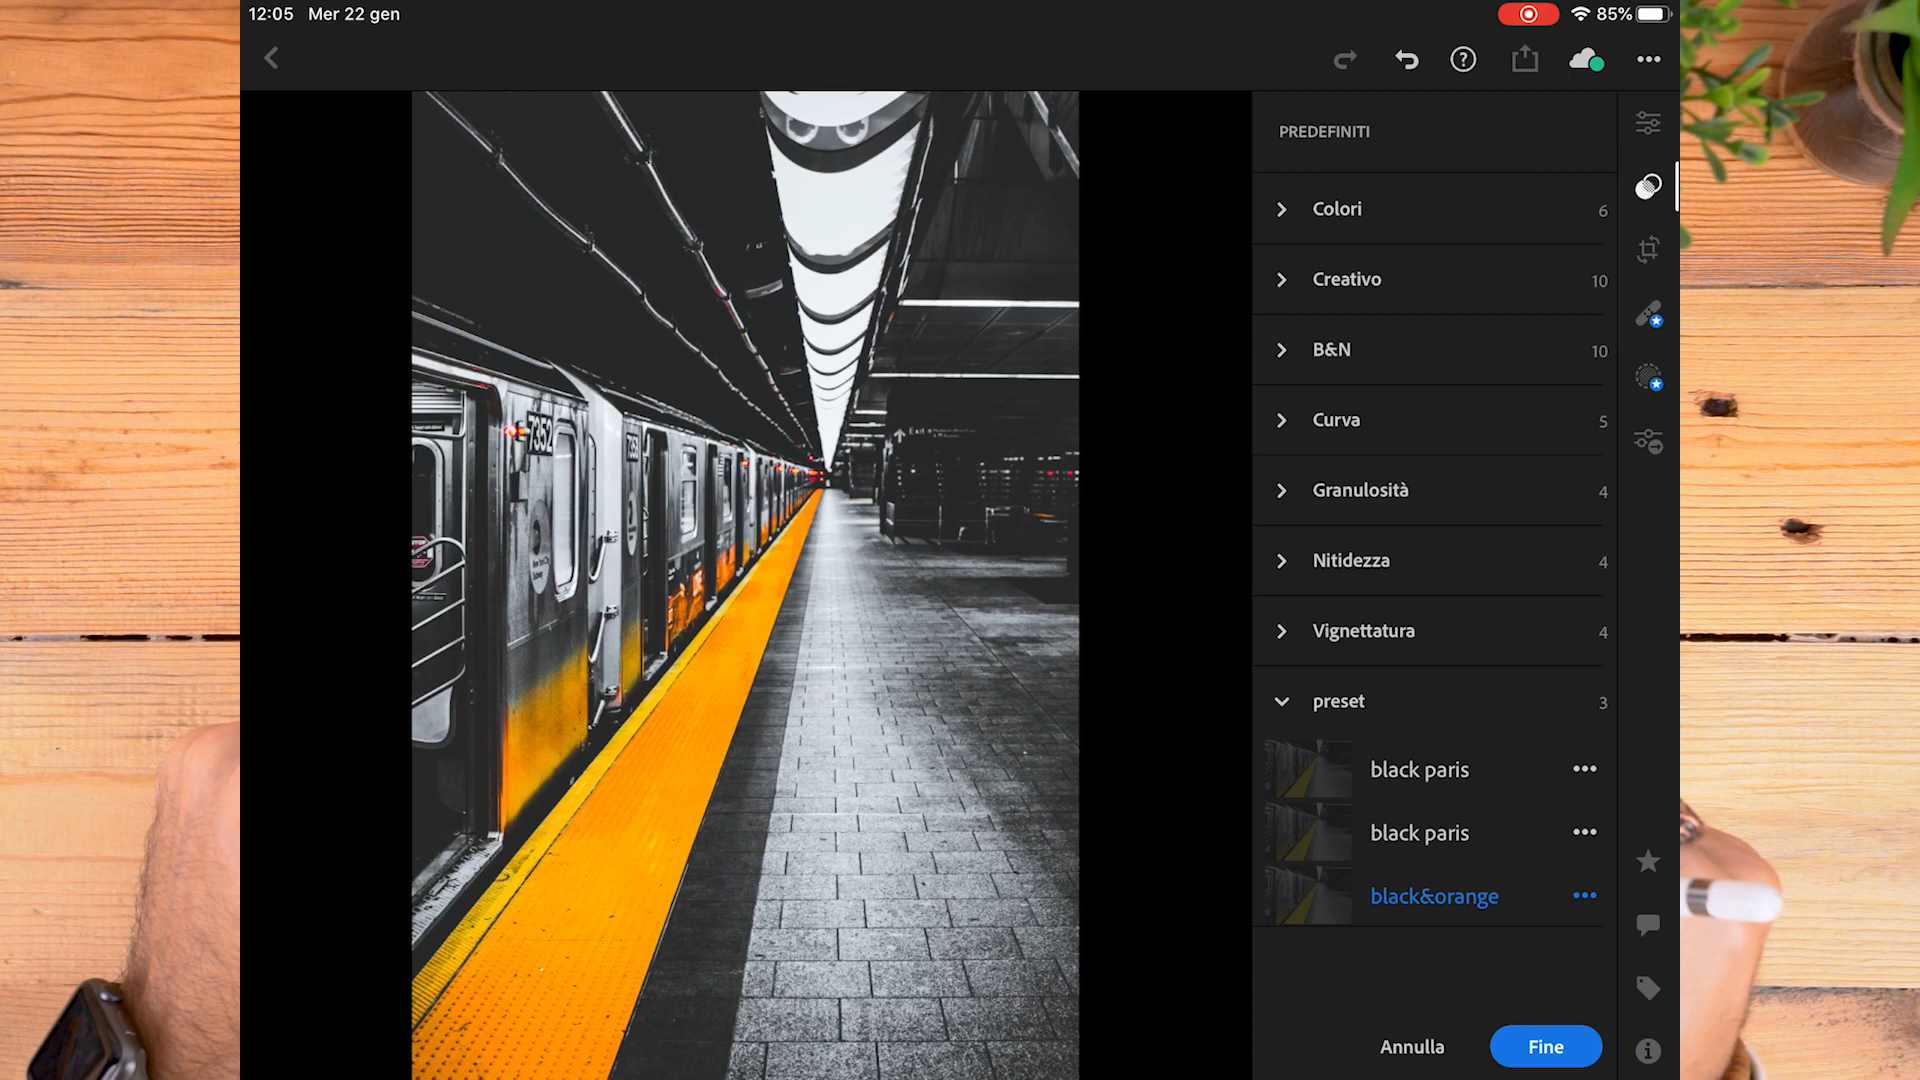 12:05 Mer 22 gen
85%
PREDEFINITI
Colori 6
Creativo 10
B&N 10
Curva 5
Granulosità 4
Nitidezza 4
Vignettatura 4
preset 3
black paris
black paris
black&orange
Annulla
Fine
7352
STOP